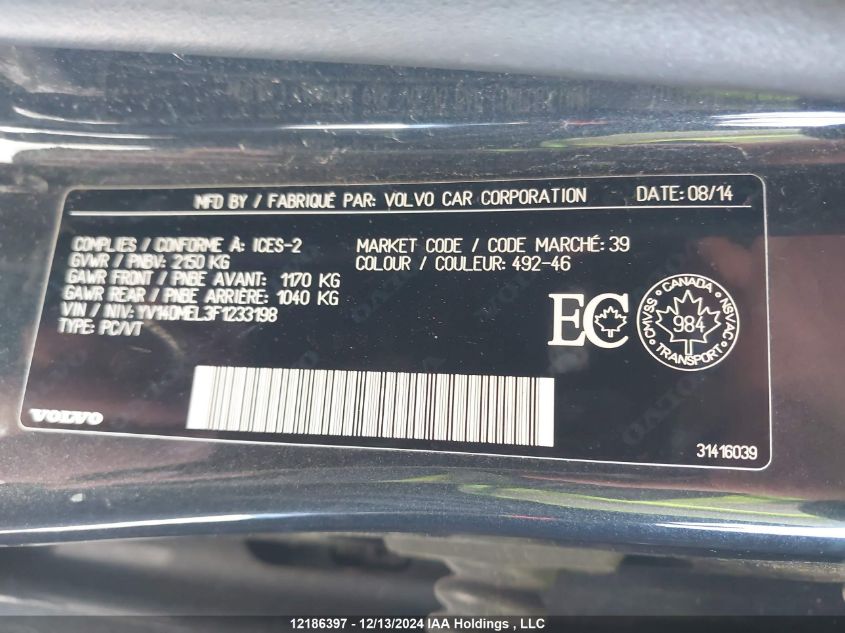 MFD BY / FABRIQUÉ PAR: VOLVO CAR CORPORATION DATE: 08/14
COMPLIES / CONFORME À: ICES-2
GVWR / PNBV: 2150 KG
GAWR FRONT / PNBE AVANT: 1170 KG
GAWR REAR / PNBE ARRIÈRE: 1040 KG
VIN / NIV: YV140MEL3F1233198
TYPE: PC/VT
MARKET CODE / CODE MARCHÉ: 39
COLOUR / COULEUR: 492-46
EC
CANADA
CMVSS NSVAC
984
TRANSPORT
VOLVO
31416039
12186397 - 12/13/2024 IAA Holdings , LLC